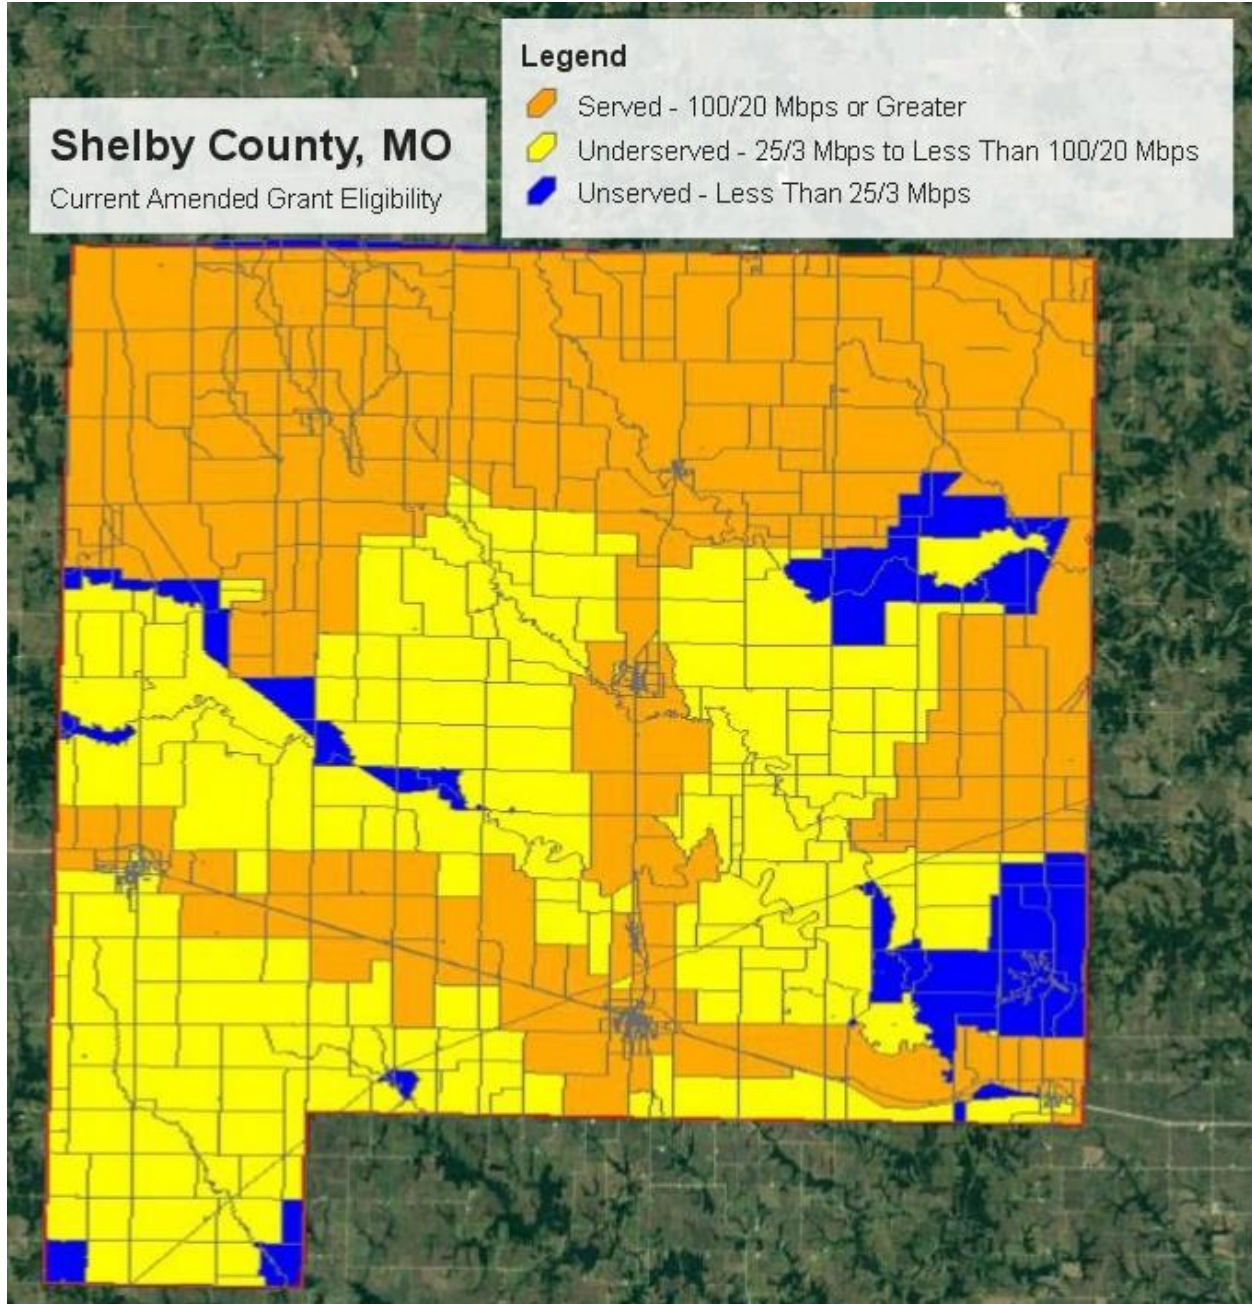 Shelby County, MO
Current Amended Grant Eligibility
Legend
Served - 100/20 Mbps or Greater
Underserved - 25/3 Mbps to Less Than 100/20 Mbps
Unserved - Less Than 25/3 Mbps